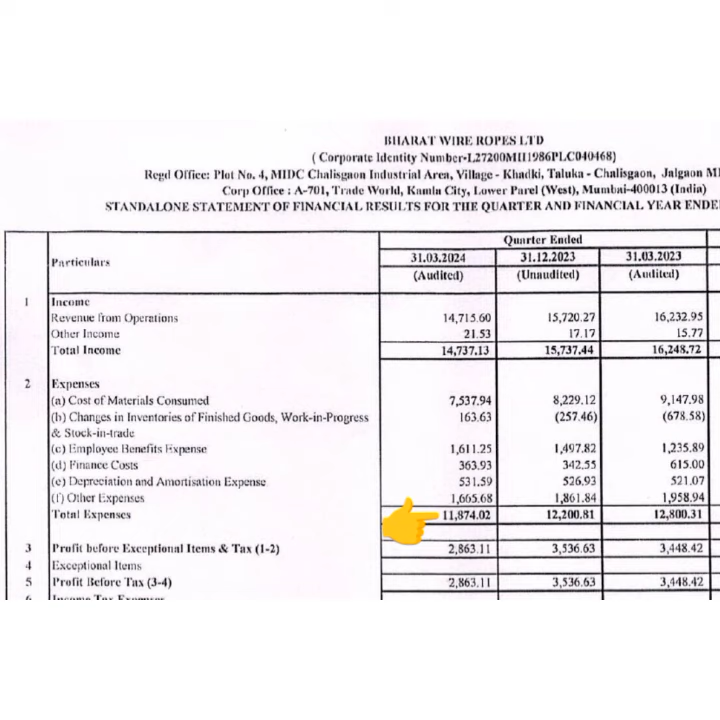 BHARAT WIRE ROPES LTD
( Corporate Identity Number-L27200MH1986PLC040468)
Regd Office: Plot No. 4, MIDC Chalisgaon Industrial Area, Village - Khadki, Taluka - Chalisgaon, Jalgaon
Corp Office : A-701, Trade World, Kamla City, Lower Parel (West), Mumbai-400013 (India)
STANDALONE STATEMENT OF FINANCIAL RESULTS FOR THE QUARTER AND FINANCIAL YEAR ENDE
Particulars Quarter Ended
31.03.2024 31.12.2023 31.03.2023
(Audited) (Unaudited) (Audited)
1 Income
Revenue from Operations 14,715.60 15,720.27 16,232.95
Other Income 21.53 17.17 15.77
Total Income 14,737.13 15,737.44 16,248.72
2 Expenses
(a) Cost of Materials Consumed 7,537.94 8,229.12 9,147.98
(b) Changes in Inventories of Finished Goods, Work-in-Progress 163.63 (257.46) (678.58)
& Stock-in-trade
(c) Employee Benefits Expense 1,611.25 1,497.82 1,235.89
(d) Finance Costs 363.93 342.55 615.00
(e) Depreciation and Amortisation Expense 531.59 526.93 521.07
(f) Other Expenses 1,665.68 1,861.84 1,958.94
Total Expenses 11,874.02 12,200.81 12,800.31
3 Profit before Exceptional Items & Tax (1-2) 2,863.11 3,536.63 3,448.42
4 Exceptional Items
5 Profit Before Tax (3-4) 2,863.11 3,536.63 3,448.42